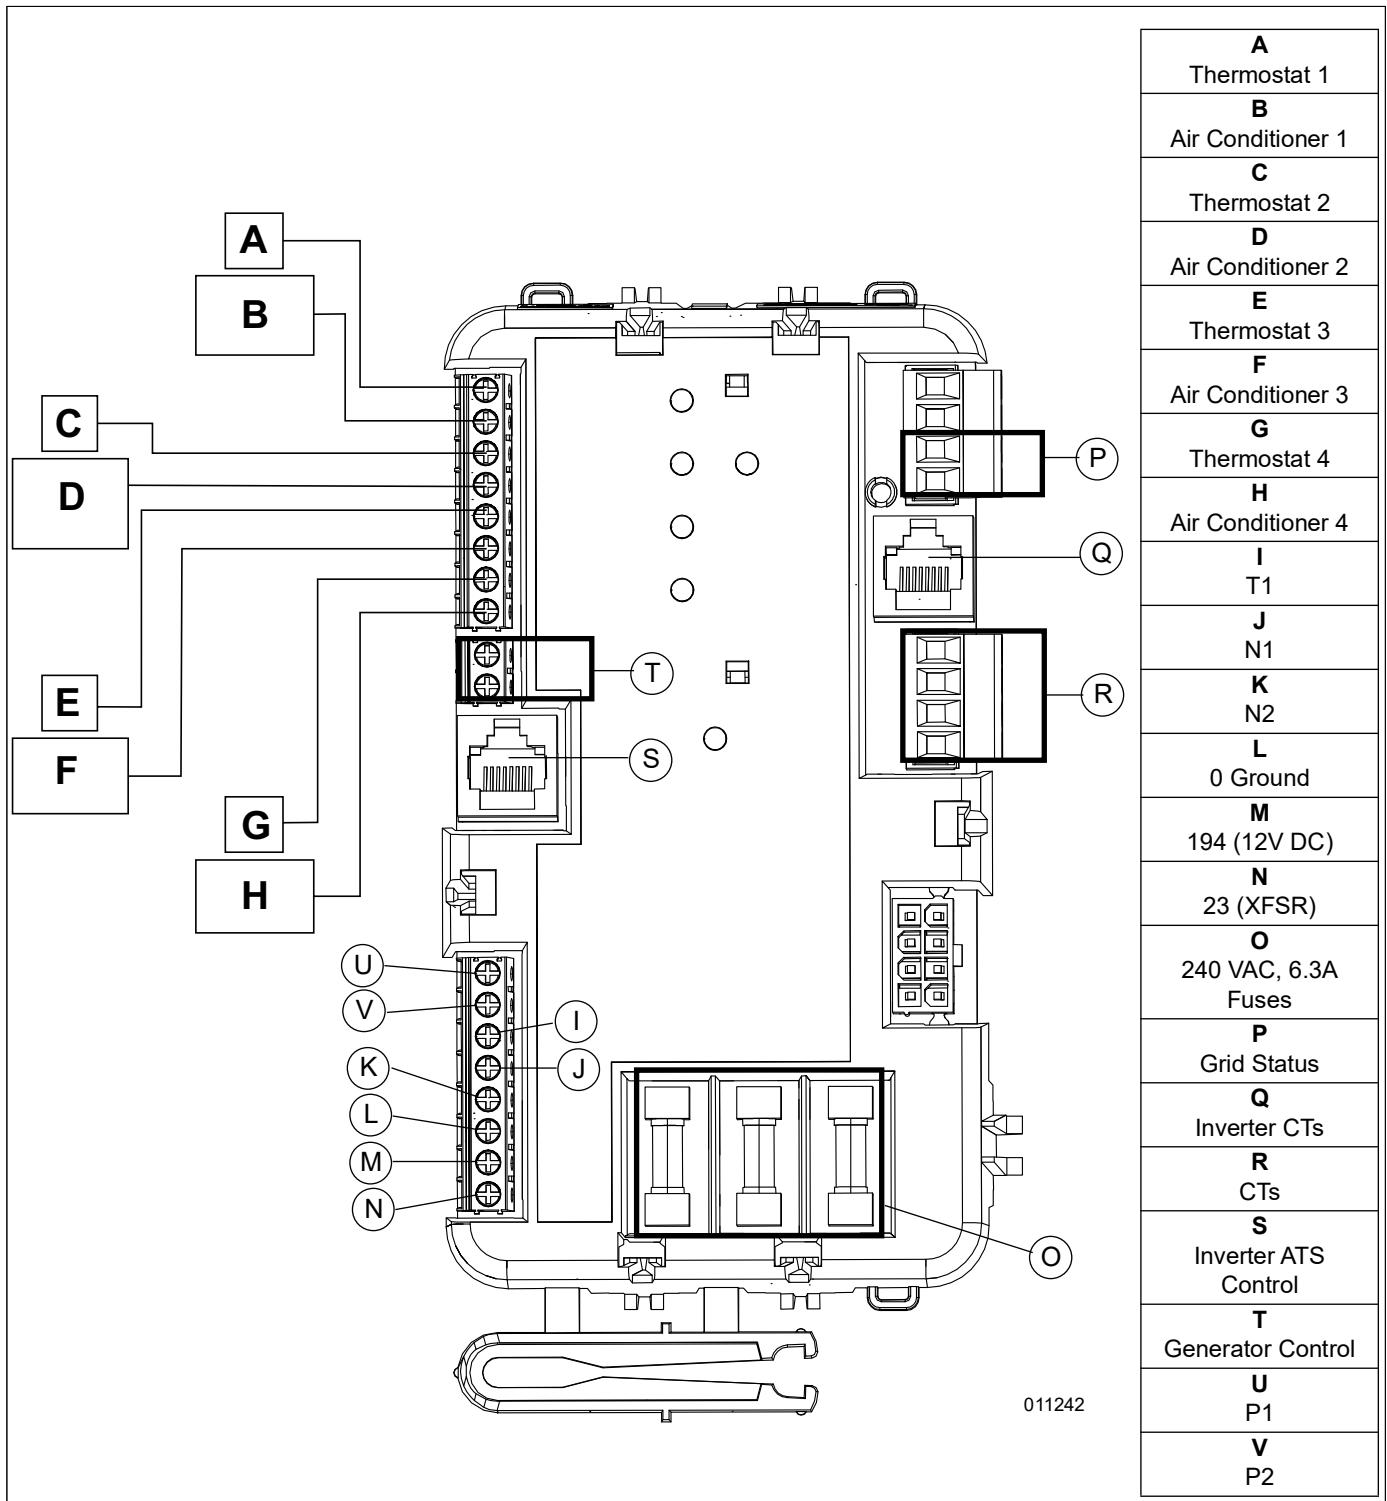 A
B
C
D
E
F
G
H
U
V
I
J
K
L
M
N
T
S
P
Q
R
O
011242
A
Thermostat 1
B
Air Conditioner 1
C
Thermostat 2
D
Air Conditioner 2
E
Thermostat 3
F
Air Conditioner 3
G
Thermostat 4
H
Air Conditioner 4
I
T1
J
N1
K
N2
L
0 Ground
M
194 (12V DC)
N
23 (XFSR)
O
240 VAC, 6.3A
Fuses
P
Grid Status
Q
Inverter CTs
R
CTs
S
Inverter ATS
Control
T
Generator Control
U
P1
V
P2